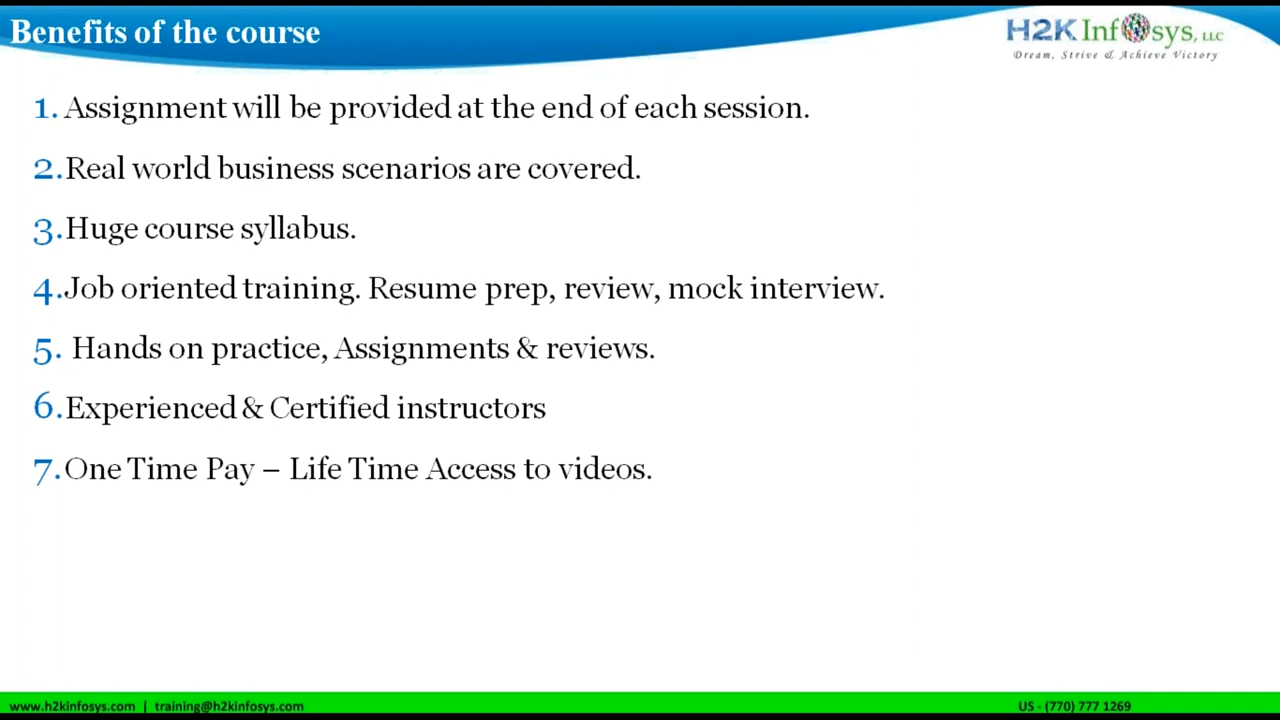 Benefits of the course
H2K Infosys, LLC
Dream, Strive & Achieve Victory
1. Assignment will be provided at the end of each session.
2. Real world business scenarios are covered.
3. Huge course syllabus.
4. Job oriented training. Resume prep, review, mock interview.
5. Hands on practice, Assignments & reviews.
6. Experienced & Certified instructors
7. One Time Pay – Life Time Access to videos.
www.h2kinfosys.com | training@h2kinfosys.com
US - (770) 777 1269